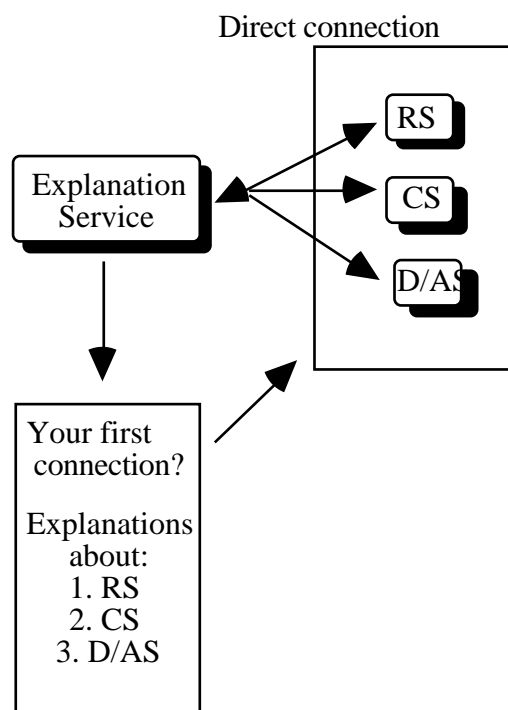 Direct connection
RS
Explanation
Service
CS
D/AS
Your first
connection?
Explanations
about:
1. RS
2. CS
3. D/AS